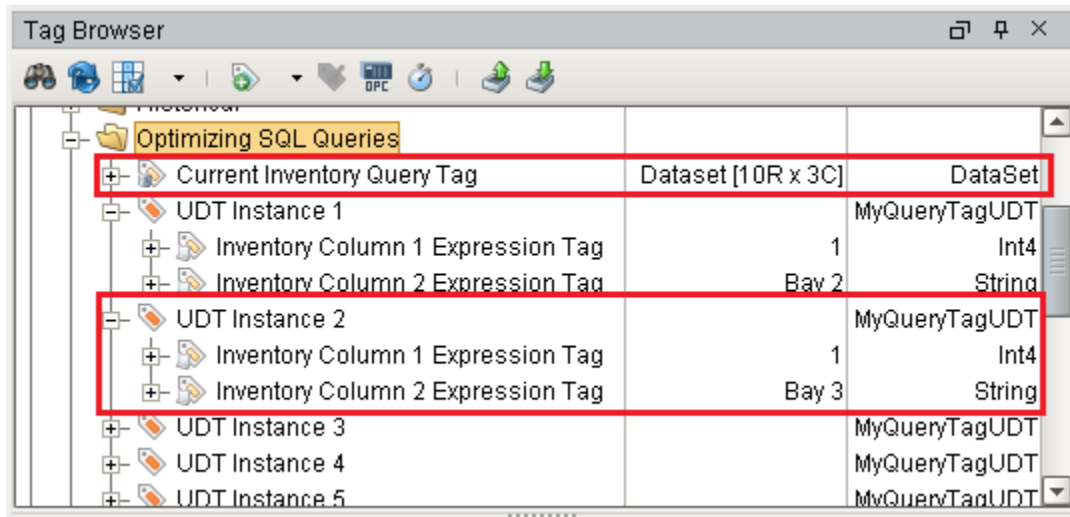 Tag Browser
OPC
Historical
Optimizing SQL Queries
Current Inventory Query Tag Dataset [10R x 3C] DataSet
UDT Instance 1 MyQueryTagUDT
Inventory Column 1 Expression Tag 1 Int4
Inventory Column 2 Expression Tag Bay 2 String
UDT Instance 2 MyQueryTagUDT
Inventory Column 1 Expression Tag 1 Int4
Inventory Column 2 Expression Tag Bay 3 String
UDT Instance 3 MyQueryTagUDT
UDT Instance 4 MyQueryTagUDT
UDT Instance 5 MyQueryTagUDT